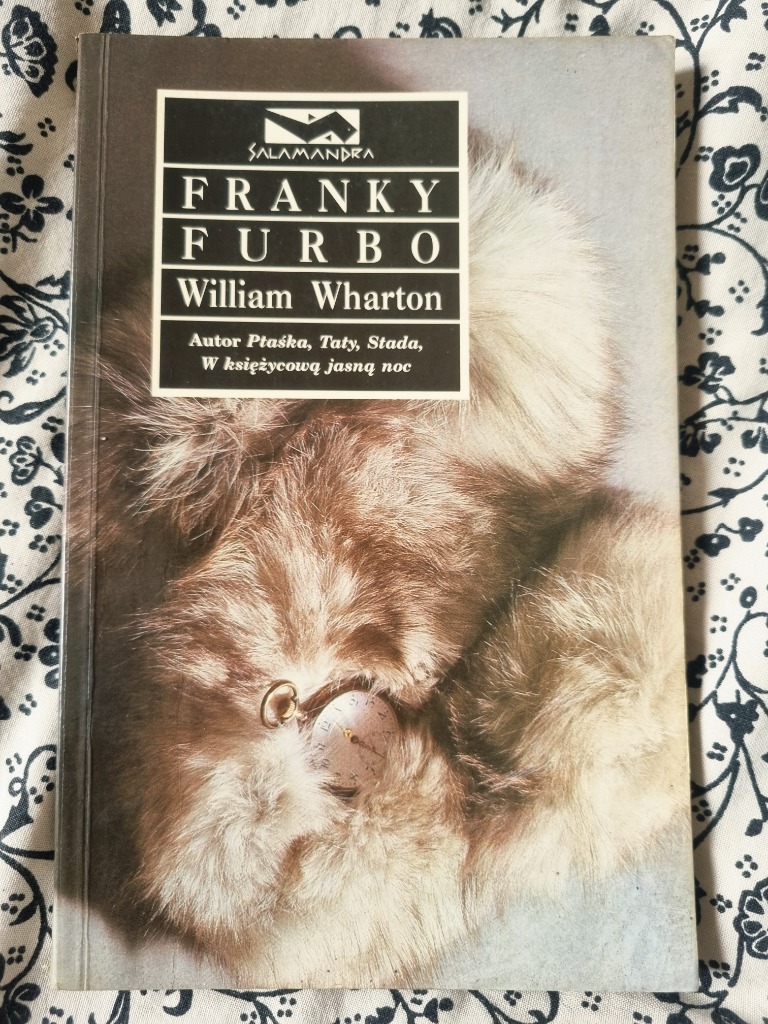 SALAMANDRA
FRANKY
FURBO
William Wharton
Autor Ptaśka, Taty, Stada,
W księżycową jasną noc